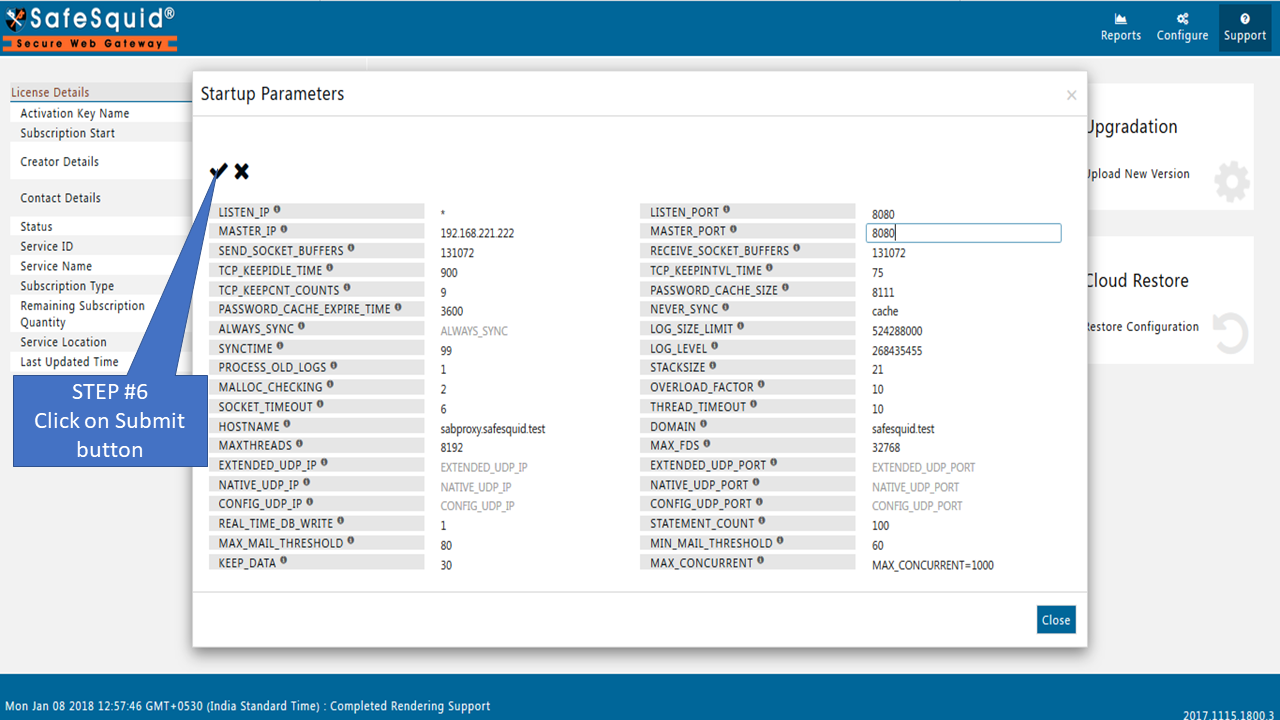 SafeSquid®
Secure Web Gateway
Reports
Configure
Support
License Details
Activation Key Name
Subscription Start
Creator Details
Contact Details
Status
Service ID
Service Name
Subscription Type
Remaining Subscription
Quantity
Service Location
Last Updated Time
STEP #6
Click on Submit
button
Startup Parameters
×
LISTEN_IP * LISTEN_PORT 8080
MASTER_IP 192.168.221.222 MASTER_PORT 8080
SEND_SOCKET_BUFFERS 131072 RECEIVE_SOCKET_BUFFERS 131072
TCP_KEEPIDLE_TIME 900 TCP_KEEPINTVL_TIME 75
TCP_KEEPCNT_COUNTS 9 PASSWORD_CACHE_SIZE 8111
PASSWORD_CACHE_EXPIRE_TIME 3600 NEVER_SYNC cache
ALWAYS_SYNC ALWAYS_SYNC LOG_SIZE_LIMIT 524288000
SYNCTIME 99 LOG_LEVEL 268435455
PROCESS_OLD_LOGS 1 STACKSIZE 21
MALLOC_CHECKING 2 OVERLOAD_FACTOR 10
SOCKET_TIMEOUT 6 THREAD_TIMEOUT 10
HOSTNAME sabproxy.safesquid.test DOMAIN safesquid.test
MAXTHREADS 8192 MAX_FDS 32768
EXTENDED_UDP_IP EXTENDED_UDP_IP EXTENDED_UDP_PORT EXTENDED_UDP_PORT
NATIVE_UDP_IP NATIVE_UDP_IP NATIVE_UDP_PORT NATIVE_UDP_PORT
CONFIG_UDP_IP CONFIG_UDP_IP CONFIG_UDP_PORT CONFIG_UDP_PORT
REAL_TIME_DB_WRITE 1 STATEMENT_COUNT 100
MAX_MAIL_THRESHOLD 80 MIN_MAIL_THRESHOLD 60
KEEP_DATA 30 MAX_CONCURRENT MAX_CONCURRENT=1000
Close
Upgradation
Upload New Version
Cloud Restore
Restore Configuration
Mon Jan 08 2018 12:57:46 GMT+0530 (India Standard Time) : Completed Rendering Support
2017.1115.1800.3